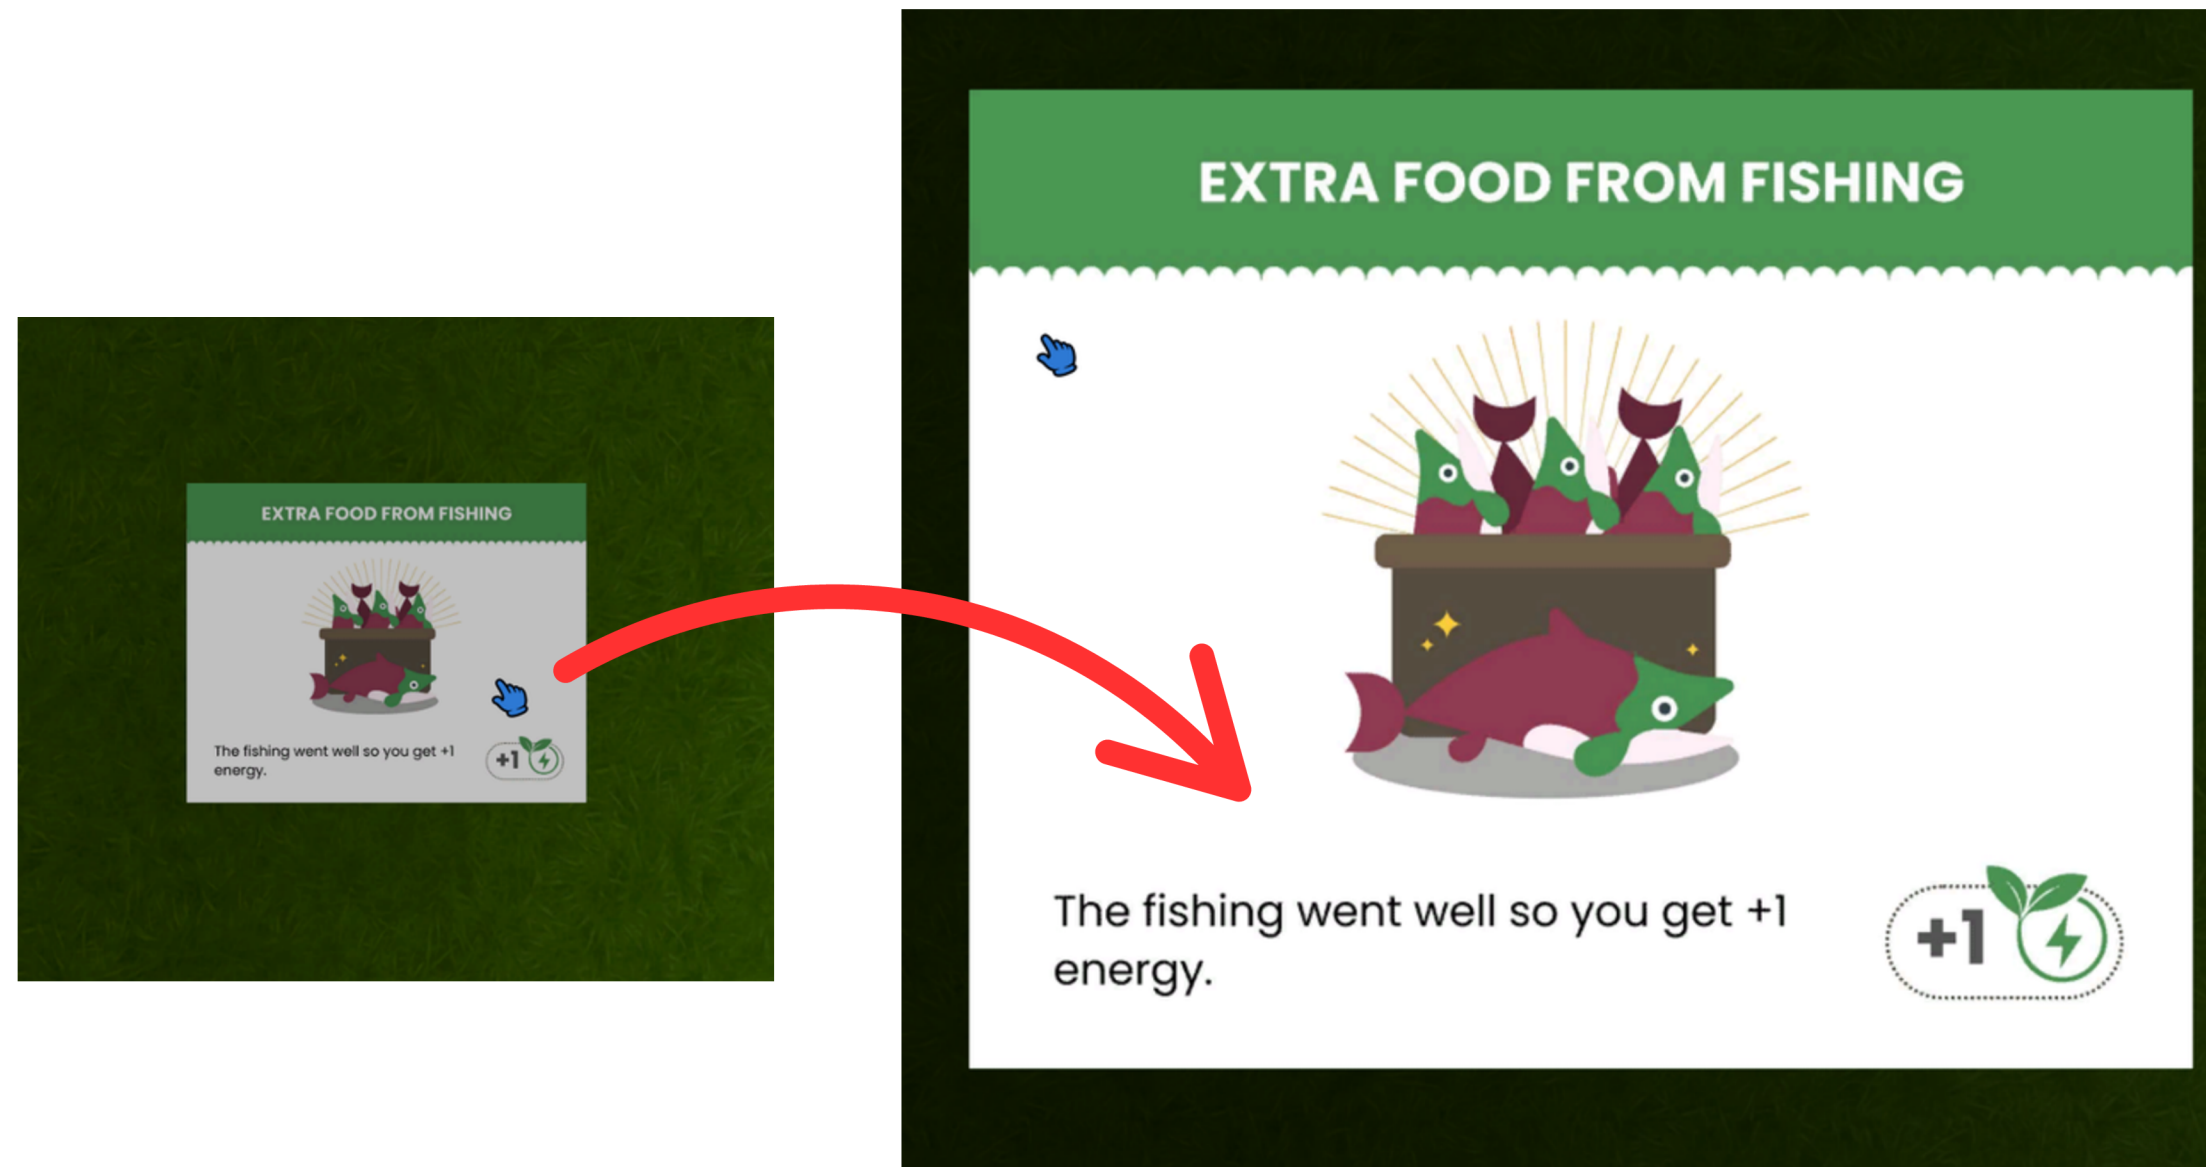 EXTRA FOOD FROM FISHING
The fishing went well so you get +1
energy.
+1
EXTRA FOOD FROM FISHING
The fishing went well so you get +1
energy.
+1